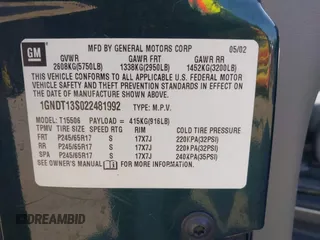 GM
MFD BY GENERAL MOTORS CORP 05/02
GVWR GAWR FRT GAWR RR
2608KG(5750LB) 1338KG(2950LB) 1452KG(3200LB)
THIS VEHICLE CONFORMS TO ALL APPLICABLE U.S. FEDERAL MOTOR
VEHICLE SAFETY AND THEFT PREVENTION STANDARDS IN EFFECT ON
THE DATE OF MANUFACTURE SHOWN ABOVE.
1GNDT13S022481992 TYPE: M.P.V.
MODEL: T15506 PAYLOAD = 415KG(916LB)
TPMV TIRE SIZE SPEED RTG RIM COLD TIRE PRESSURE
FRT P245/65R17 S 17X7J 220KPA(32PSI)
RR P245/65R17 S 17X7J 220KPA(32PSI)
SPA P245/65R17 S 17X7J 240KPA(35PSI)
SEE OWNER'S MANUAL FOR ADDITIONAL INFORMATION
© DREAMBID